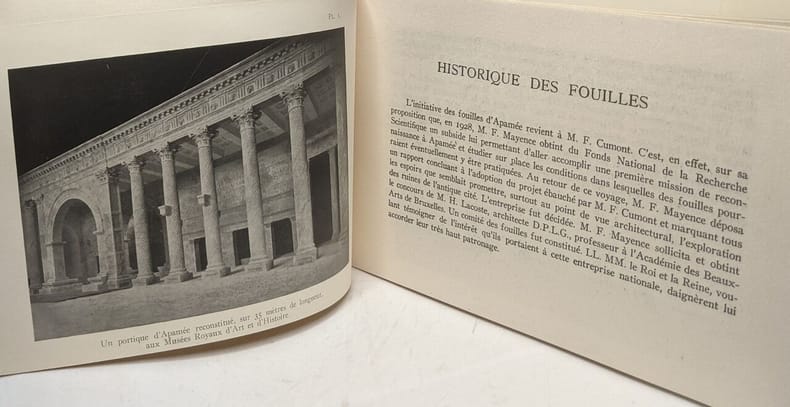 PL. 1.
Un portique d'Apamée reconstitué, sur 35 mètres de longueur,
aux Musées Royaux d'Art et d'Histoire.
HISTORIQUE DES FOUILLES
L'initiative des fouilles d'Apamée revient à M. F. Cumont. C'est, en effet, sur sa
proposition que, en 1928, M. F. Mayence obtint du Fonds National de la Recherche
Scientifique un subside lui permettant d'aller accomplir une première mission de recon-
naissance à Apamée et étudier sur place les conditions dans lesquelles des fouilles pour-
raient éventuellement y être pratiquées. Au retour de ce voyage, M. F. Mayence déposa
un rapport concluant à l'adoption du projet ébauché par M. F. Cumont et marquant tous
les espoirs que semblait promettre, surtout au point de vue architectural, l'exploration
des ruines de l'antique cité. L'entreprise fut décidée. M. F. Mayence sollicita et obtint
le concours de M. H. Lacoste, architecte D.P.L.G., professeur à l'Académie des Beaux-
Arts de Bruxelles. Un comité des fouilles fut constitué. LL. MM. le Roi et la Reine, vou-
lant témoigner de l'intérêt qu'ils portaient à cette entreprise nationale, daignèrent lui
accorder leur très haut patronage.